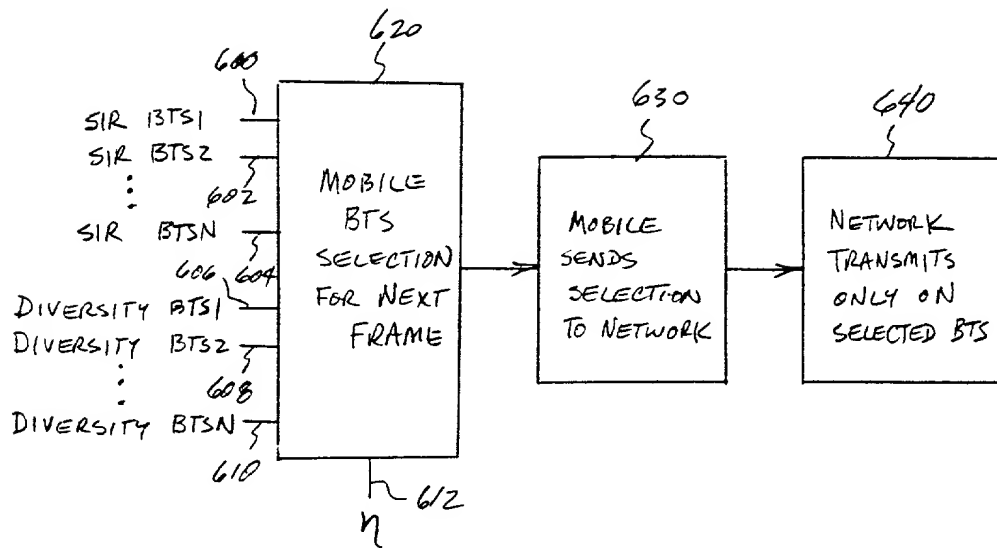 620
600
630
640
SIR BTS1
SIR BTS2
602
SIR BTSN
604
606
DIVERSITY BTS1
DIVERSITY BTS2
608
DIVERSITY BTSN
610
MOBILE
BTS
SELECTION
FOR NEXT
FRAME
612
η
MOBILE
SENDS
SELECTION
TO NETWORK
NETWORK
TRANSMITS
ONLY ON
SELECTED BTS